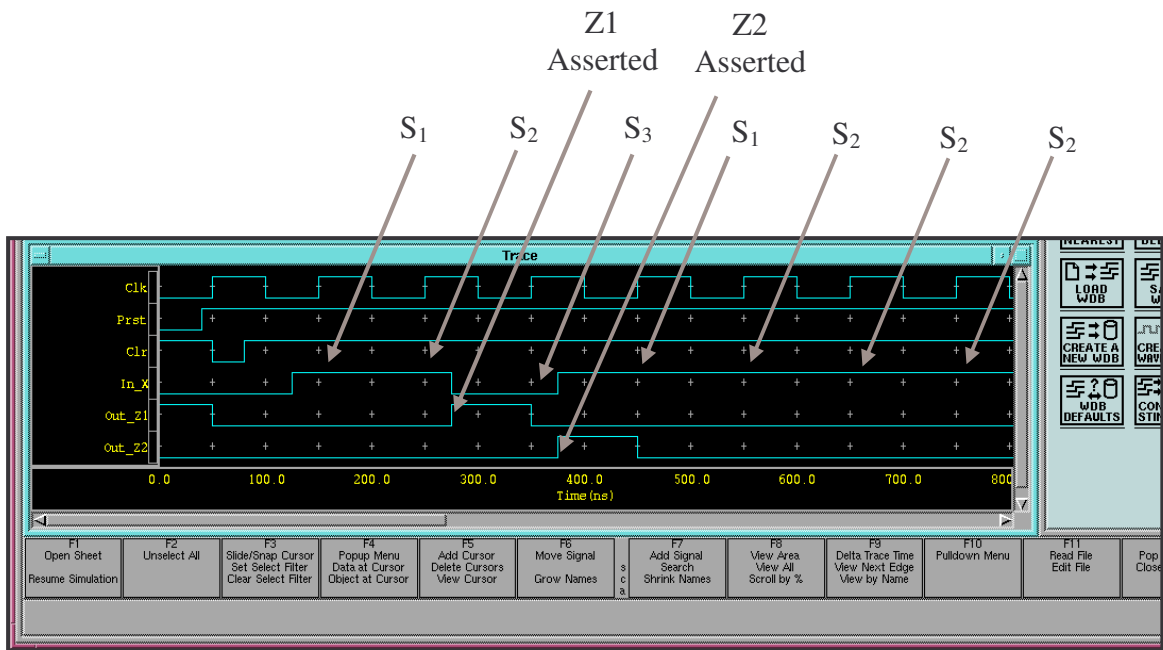 Z1
Asserted
Z2
Asserted
S₁
S₂
S₃
S₁
S₂
S₂
S₂
Trace
Clk
Prst
Clr
In_X
Out_Z1
Out_Z2
0.0 100.0 200.0 300.0 400.0 500.0 600.0 700.0 800
Time(ns)
NEAREST
LOAD
WDB
CREATE A
NEW WDB
WDB
DEFAULTS
F1
Open Sheet
Resume Simulation
F2
Unselect All
F3
Slide/Snap Cursor
Set Select Filter
Clear Select Filter
F4
Popup Menu
Data at Cursor
Object at Cursor
F5
Add Cursor
Delete Cursors
View Cursor
F6
Move Signal
Grow Names
s
c
a
F7
Add Signal
Search
Shrink Names
F8
View Area
View All
Scroll by %
F9
Delta Trace Time
View Next Edge
View by Name
F10
Pulldown Menu
F11
Read File
Edit File
Pop
Close